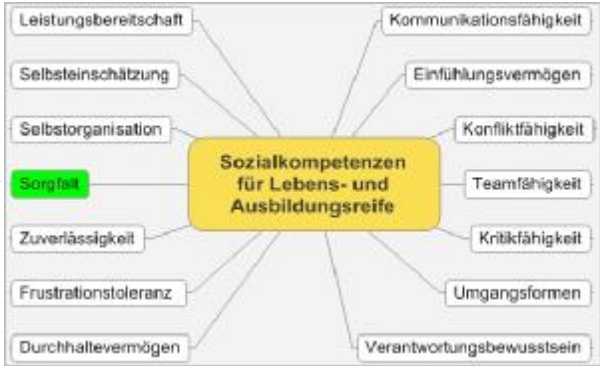 Leistungsbereitschaft
Kommunikationsfähigkeit
Selbsteinschätzung
Einfühlungsvermögen
Selbstorganisation
Konfliktfähigkeit
Sozialkompetenzen
für Lebens- und
Ausbildungsreife
Sorgfalt
Teamfähigkeit
Zuverlässigkeit
Kritikfähigkeit
Frustrationstoleranz
Umgangsformen
Durchhaltevermögen
Verantwortungsbewusstsein